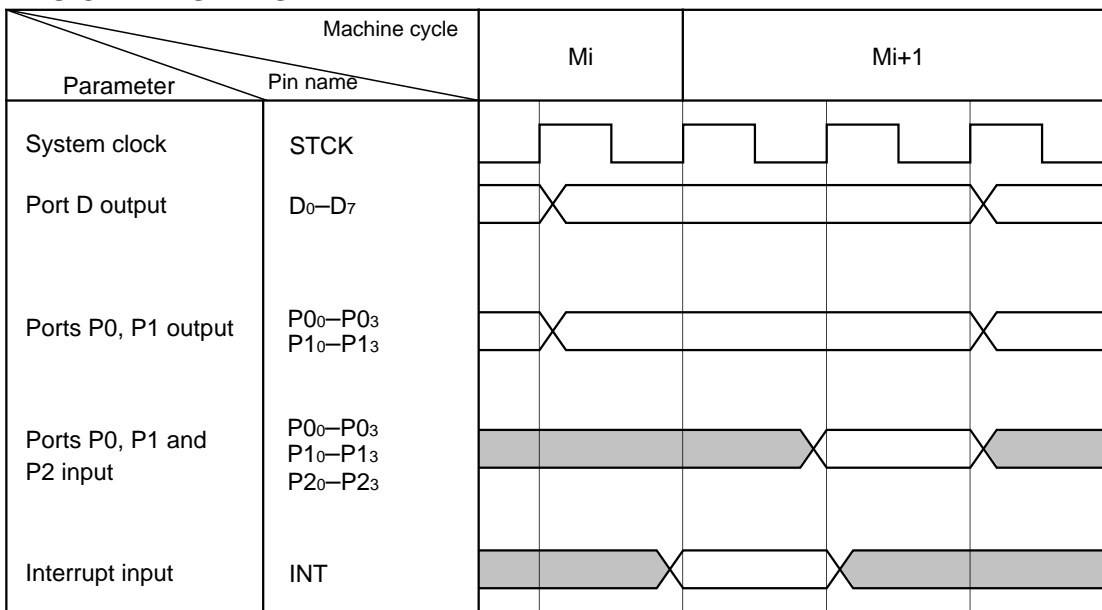 Machine cycle
Parameter
Pin name
Mi
Mi+1
System clock
STCK
Port D output
D0–D7
Ports P0, P1 output
P00–P03
P10–P13
Ports P0, P1 and
P2 input
P00–P03
P10–P13
P20–P23
Interrupt input
INT